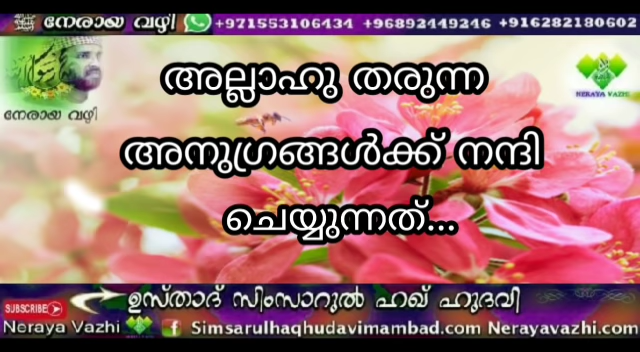 നേരായ വഴി +971553106434 +96892449246 +916282180602
നേരായ വഴി
NERAYA VAZHI
അല്ലാഹു തരുന്ന
അനുഗ്രഹങ്ങൾക്ക് നന്ദി
ചെയ്യുന്നത്...
ഉസ്താദ് സിംസാറുൽ ഹഖ് ഹുദവി
SUBSCRIBE
Neraya Vazhi f Simsarulhaqhudavimambad.com Nerayavazhi.com